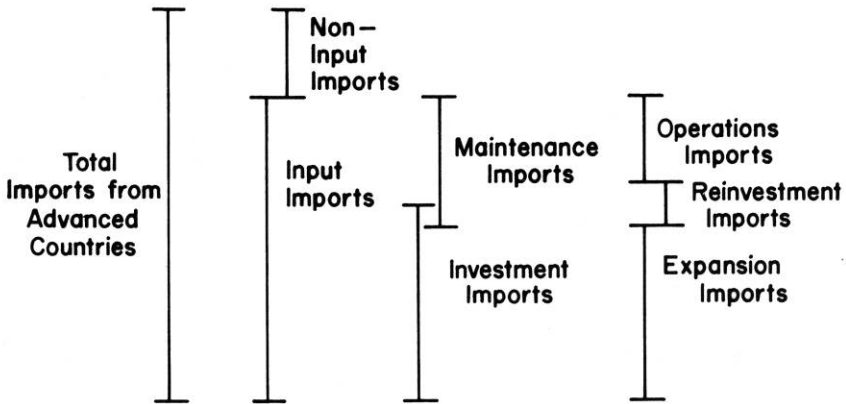 Non-
Input
Imports
Total
Imports from
Advanced
Countries
Input
Imports
Maintenance
Imports
Investment
Imports
Operations
Imports
Reinvestment
Imports
Expansion
Imports